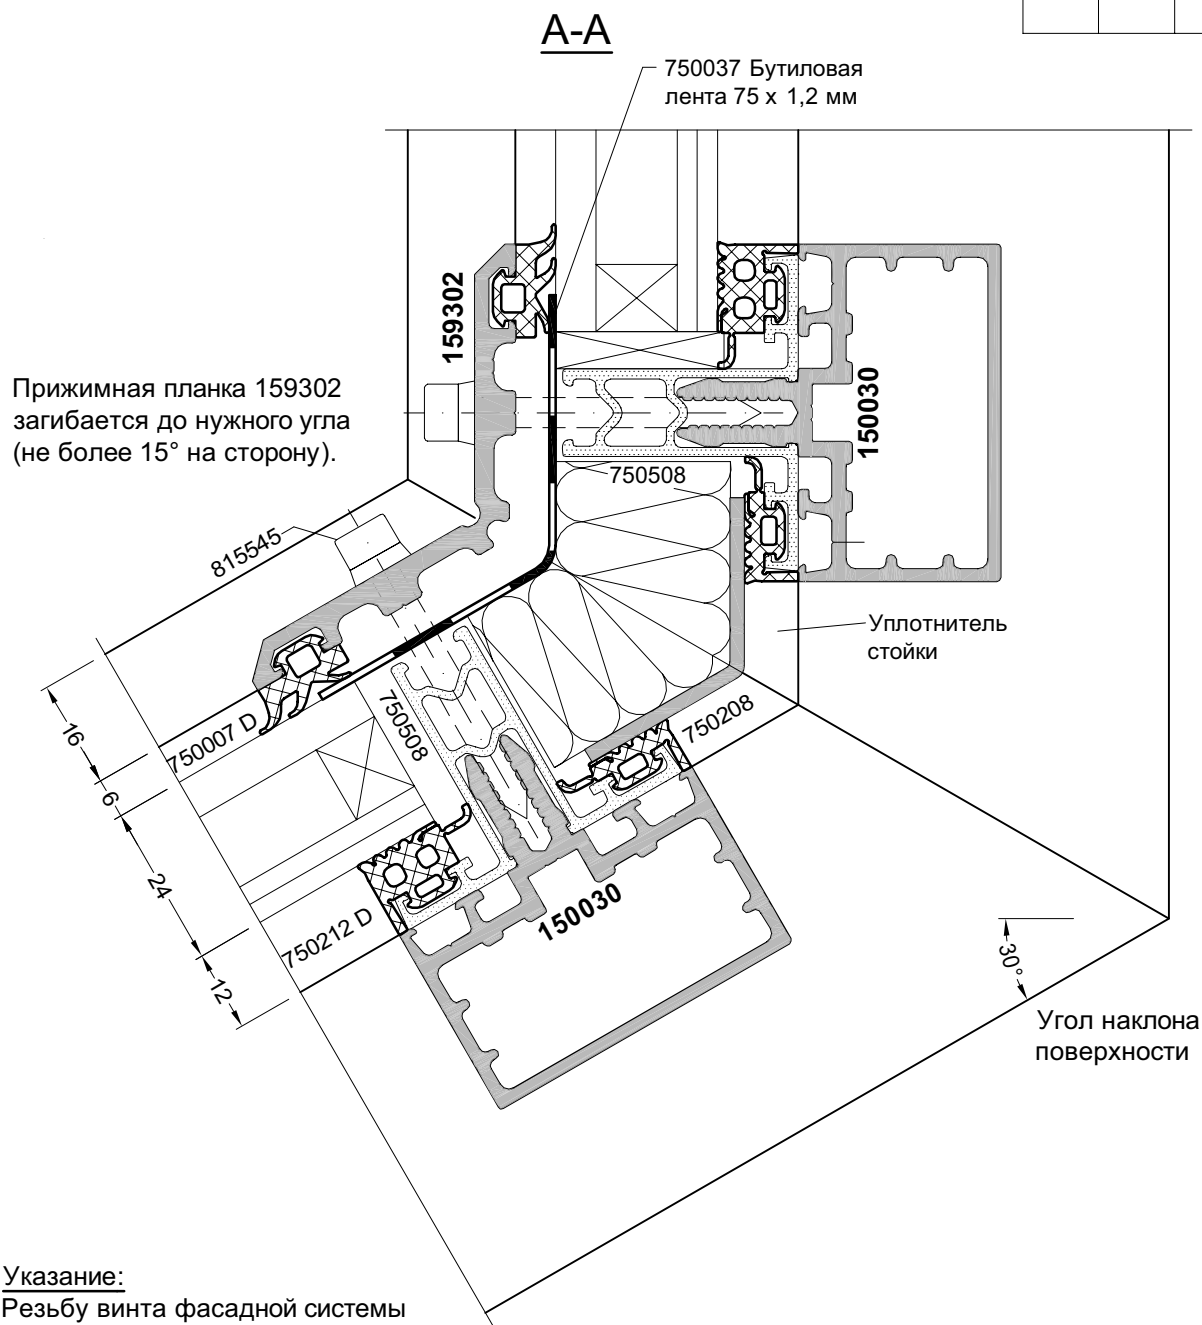 А-А
750037 Бутиловая
лента 75 x 1,2 мм
159302
Прижимная планка 159302
загибается до нужного угла
(не более 15° на сторону).
150030
750508
815545
Уплотнитель
стойки
750508
750208
750007 D
16
6
24
12
750212 D
150030
30°
Угол наклона
поверхности
Указание:
Резьбу винта фасадной системы